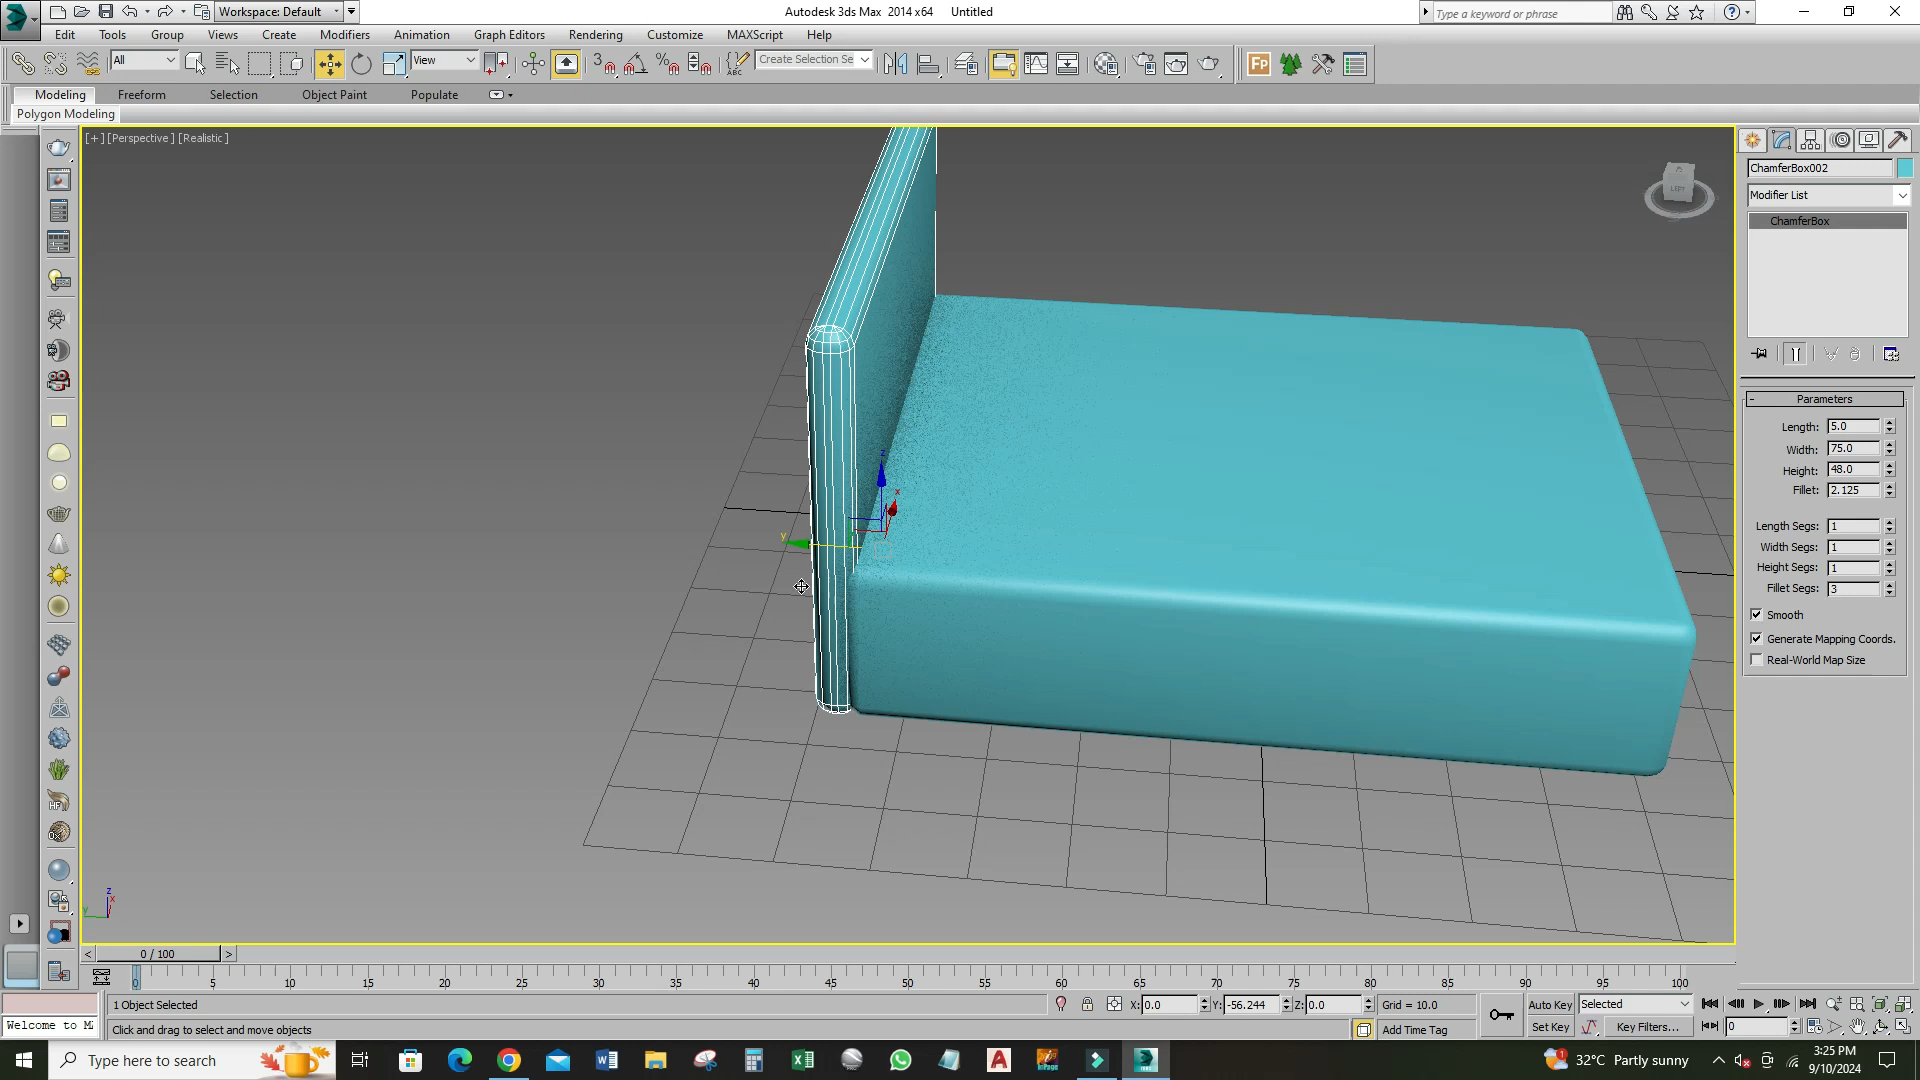 Workspace: Default
Autodesk 3ds Max 2014 x64 Untitled
Type a keyword or phrase
Edit Tools Group Views Create Modifiers Animation Graph Editors Rendering Customize MAXScript Help
All
View
3
ABC
Create Selection Se
Fp
Modeling Freeform Selection Object Paint Populate
Polygon Modeling
[+] [Perspective] [Realistic]
LEFT
ChamferBox002
Modifier List
ChamferBox
- Parameters
Length: 5.0
Width: 75.0
Height: 48.0
Fillet: 2.125
Length Segs: 1
Width Segs: 1
Height Segs: 1
Fillet Segs: 3
Smooth
Generate Mapping Coords.
Real-World Map Size
z
x
y
HF
z
x
y
< 0 / 100 >
0 5 10 15 20 25 30 35 40 45 50 55 60 65 70 75 80 85 90 95 100
1 Object Selected
X: 0.0 Y: -56.244 Z: 0.0 Grid = 10.0
Auto Key Selected
Welcome to M
Click and drag to select and move objects
Add Time Tag
Set Key Key Filters... 0
Type here to search
32°C Partly sunny
3:25 PM
9/10/2024